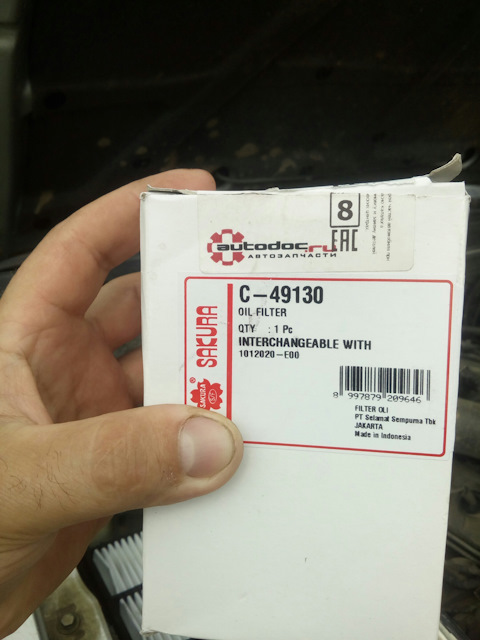 8
EAC
autodoc.ru
АВТОЗАПЧАСТИ
SAKURA
SAKURA
C-49130
OIL FILTER
QTY : 1 Pc
INTERCHANGEABLE WITH
1012020-E00
8 997879 209646
FILTER OLI
PT Selamat Sempurna Tbk
JAKARTA
Made in Indonesia